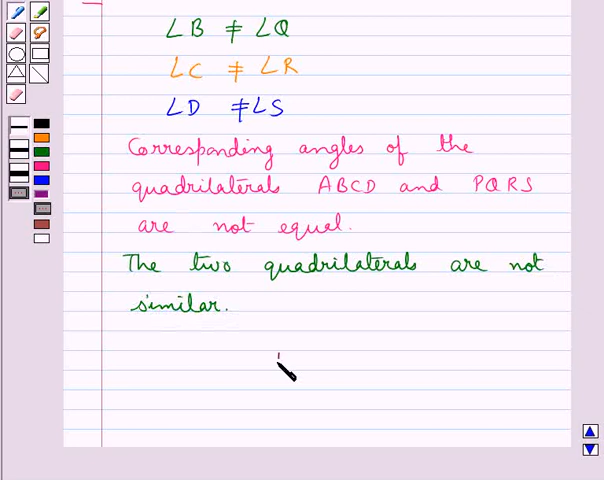 ∠B ≠ ∠Q
∠C ≠ ∠R
∠D ≠ ∠S
Corresponding angles of the
quadrilaterals ABCD and PQRS
are not equal.
The two quadrilaterals are not
similar.